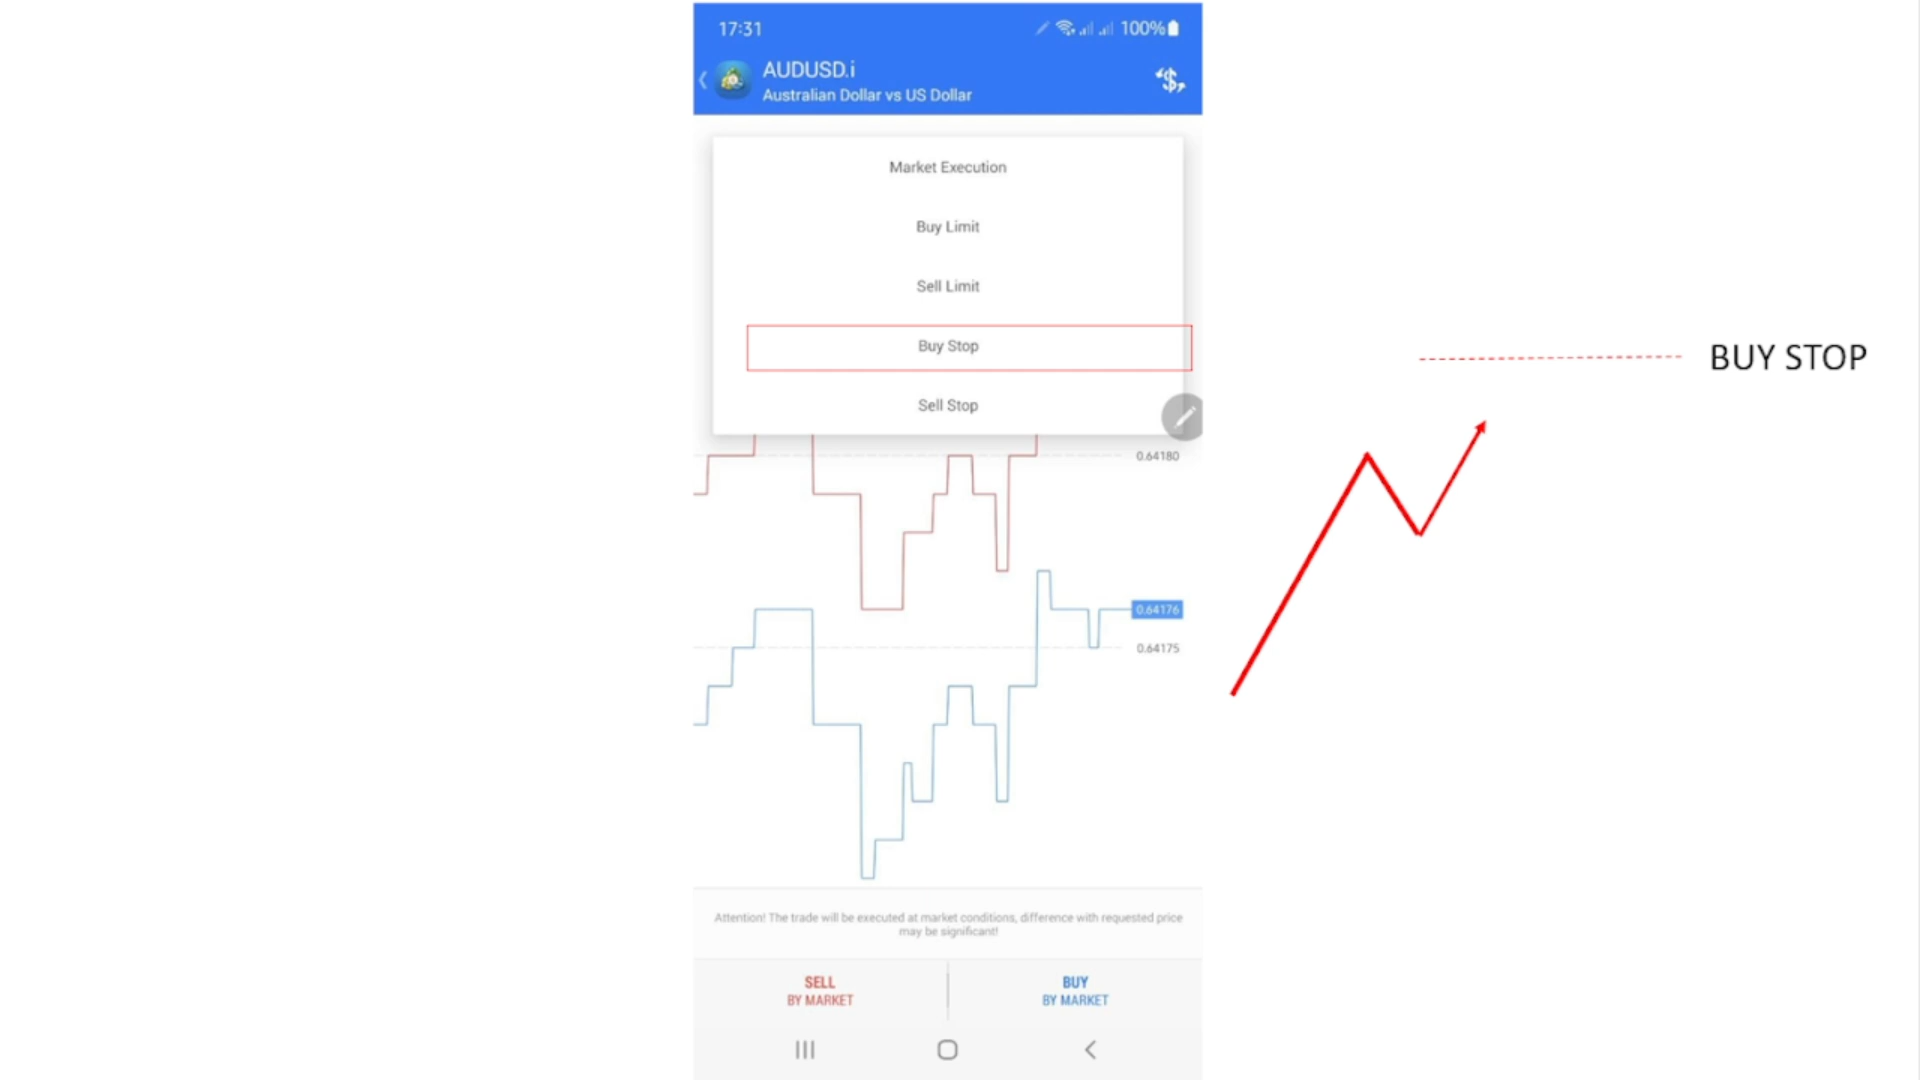 17:31
100%
AUDUSD.i
Australian Dollar vs US Dollar
Market Execution
Buy Limit
Sell Limit
Buy Stop
Sell Stop
BUY STOP
0.64180
0.64176
0.64175
Attention! The trade will be executed at market conditions, difference with requested price
may be significant!
SELL
BY MARKET
BUY
BY MARKET